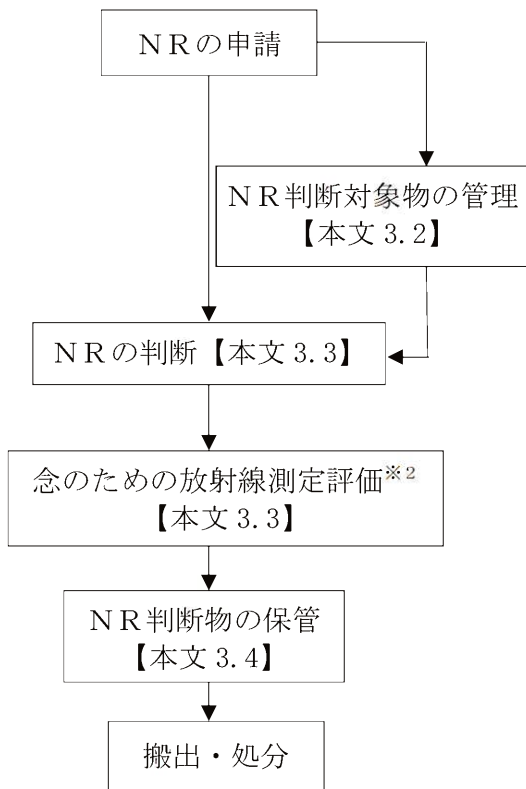 ＮＲの申請
ＮＲ判断対象物の管理
【本文 3.2】
ＮＲの判断【本文 3.3】
念のための放射線測定評価※2
【本文 3.3】
ＮＲ判断物の保管
【本文 3.4】
搬出・処分